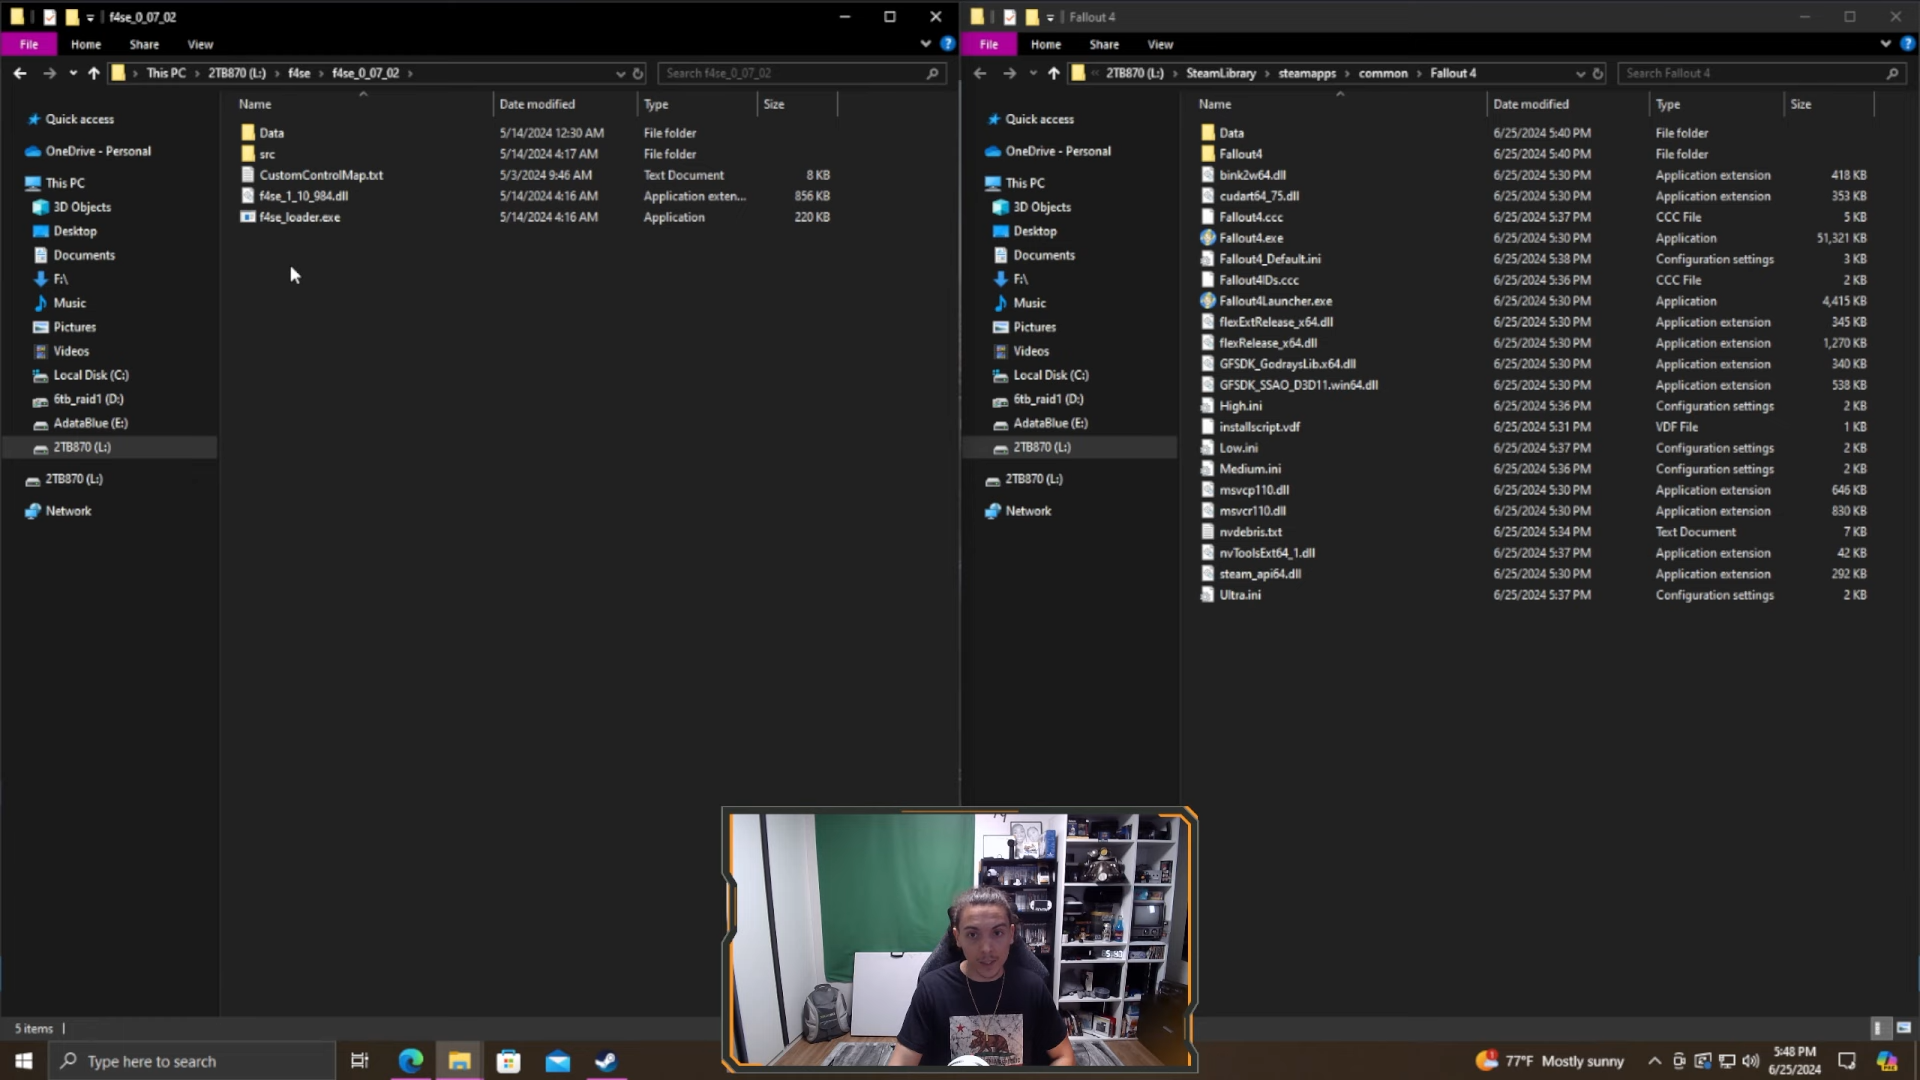 f4se_0_07_02
File Home Share View
This PC 2TB870 (L:) f4se f4se_0_07_02
Search f4se_0_07_02
Name Date modified Type Size
Data 5/14/2024 12:30 AM File folder
src 5/14/2024 4:17 AM File folder
CustomControlMap.txt 5/3/2024 9:46 AM Text Document 8 KB
f4se_1_10_984.dll 5/14/2024 4:16 AM Application exten... 856 KB
f4se_loader.exe 5/14/2024 4:16 AM Application 220 KB
Quick access
OneDrive - Personal
This PC
3D Objects
Desktop
Documents
F:\
Music
Pictures
Videos
Local Disk (C:)
6tb_raid1 (D:)
AdataBlue (E:)
2TB870 (L:)
2TB870 (L:)
Network
5 items
Fallout 4
File Home Share View
2TB870 (L:) SteamLibrary steamapps common Fallout 4
Search Fallout 4
Quick access
OneDrive - Personal
This PC
3D Objects
Desktop
Documents
F:\
Music
Pictures
Videos
Local Disk (C:)
6tb_raid1 (D:)
AdataBlue (E:)
2TB870 (L:)
2TB870 (L:)
Network
Name Date modified Type Size
Data 6/25/2024 5:40 PM File folder
Fallout4 6/25/2024 5:40 PM File folder
bink2w64.dll 6/25/2024 5:30 PM Application extension 418 KB
cudart64_75.dll 6/25/2024 5:30 PM Application extension 353 KB
Fallout4.ccc 6/25/2024 5:37 PM CCC File 5 KB
Fallout4.exe 6/25/2024 5:30 PM Application 51,321 KB
Fallout4_Default.ini 6/25/2024 5:38 PM Configuration settings 3 KB
Fallout4IDs.ccc 6/25/2024 5:36 PM CCC File 2 KB
Fallout4Launcher.exe 6/25/2024 5:30 PM Application 4,415 KB
flexExtRelease_x64.dll 6/25/2024 5:30 PM Application extension 345 KB
flexRelease_x64.dll 6/25/2024 5:30 PM Application extension 1,270 KB
GFSDK_GodraysLib.x64.dll 6/25/2024 5:30 PM Application extension 340 KB
GFSDK_SSAO_D3D11.win64.dll 6/25/2024 5:30 PM Application extension 538 KB
High.ini 6/25/2024 5:36 PM Configuration settings 2 KB
installscript.vdf 6/25/2024 5:31 PM VDF File 1 KB
Low.ini 6/25/2024 5:37 PM Configuration settings 2 KB
Medium.ini 6/25/2024 5:36 PM Configuration settings 2 KB
msvcp110.dll 6/25/2024 5:30 PM Application extension 646 KB
msvcr110.dll 6/25/2024 5:30 PM Application extension 830 KB
nvdebris.txt 6/25/2024 5:34 PM Text Document 7 KB
nvToolsExt64_1.dll 6/25/2024 5:37 PM Application extension 42 KB
steam_api64.dll 6/25/2024 5:30 PM Application extension 292 KB
Ultra.ini 6/25/2024 5:37 PM Configuration settings 2 KB
Type here to search
77°F Mostly sunny
5:48 PM
6/25/2024